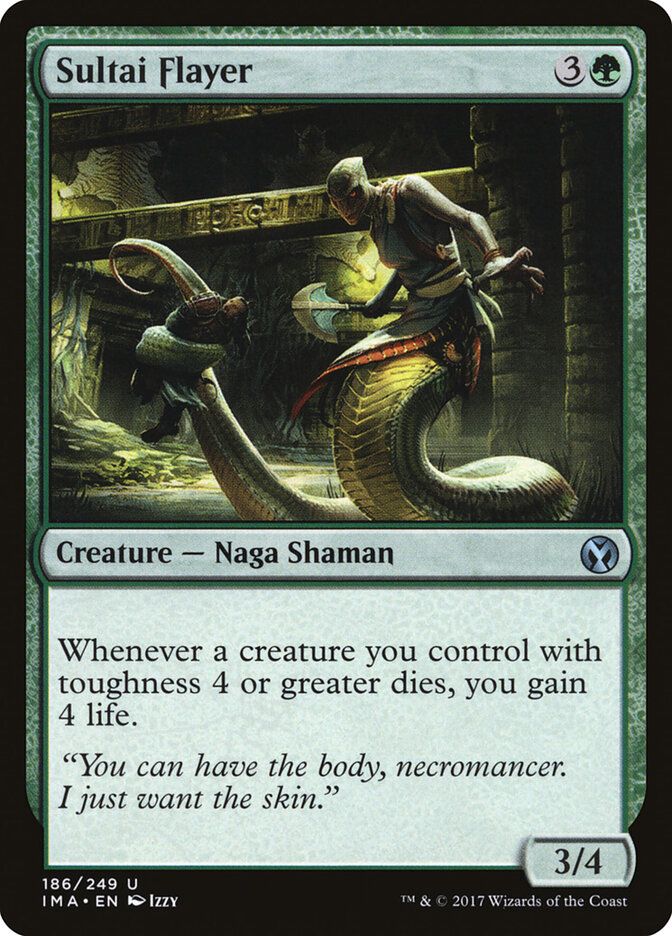 Sultai Flayer
3
Creature — Naga Shaman
Whenever a creature you control with
toughness 4 or greater dies, you gain
4 life.
“You can have the body, necromancer.
I just want the skin.”
3/4
186/249 U
IMA • EN Izzy
™ & © 2017 Wizards of the Coast